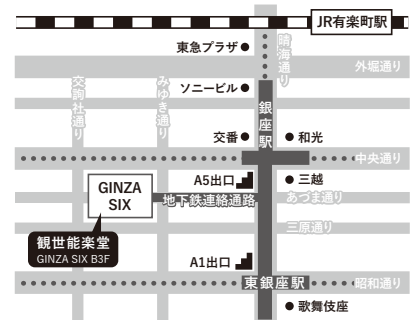 JR有楽町駅
東急プラザ
晴海通り
外堀通り
ソニービル
交詢社通り
みゆき通り
銀座駅
交番
和光
中央通り
A5出口
三越
GINZA
SIX
地下鉄連絡通路
あづま通り
三原通り
観世能楽堂
GINZA SIX B3F
A1出口
東銀座駅
昭和通り
歌舞伎座